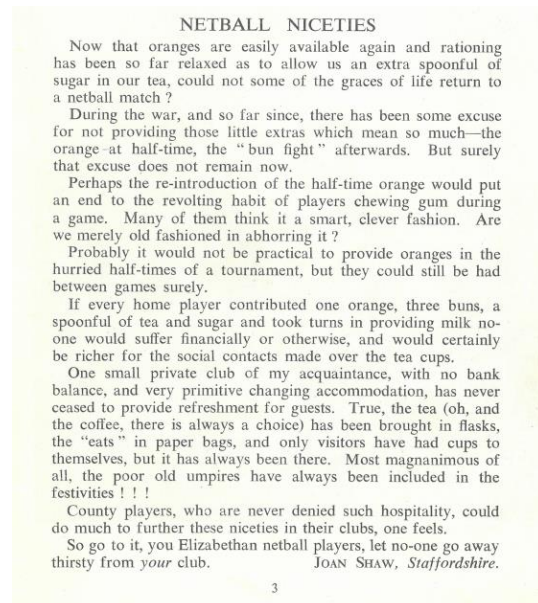 NETBALL NICETIES
Now that oranges are easily available again and rationing
has been so far relaxed as to allow us an extra spoonful of
sugar in our tea, could not some of the graces of life return to
a netball match ?
During the war, and so far since, there has been some excuse
for not providing those little extras which mean so much—the
orange at half-time, the “bun fight” afterwards. But surely
that excuse does not remain now.
Perhaps the re-introduction of the half-time orange would put
an end to the revolting habit of players chewing gum during
a game. Many of them think it a smart, clever fashion. Are
we merely old fashioned in abhorring it ?
Probably it would not be practical to provide oranges in the
hurried half-times of a tournament, but they could still be had
between games surely.
If every home player contributed one orange, three buns, a
spoonful of tea and sugar and took turns in providing milk no-
one would suffer financially or otherwise, and would certainly
be richer for the social contacts made over the tea cups.
One small private club of my acquaintance, with no bank
balance, and very primitive changing accommodation, has never
ceased to provide refreshment for guests. True, the tea (oh, and
the coffee, there is always a choice) has been brought in flasks,
the “eats” in paper bags, and only visitors have had cups to
themselves, but it has always been there. Most magnanimous of
all, the poor old umpires have always been included in the
festivities ! ! !
County players, who are never denied such hospitality, could
do much to further these niceties in their clubs, one feels.
So go to it, you Elizabethan netball players, let no-one go away
thirsty from your club. JOAN SHAW, Staffordshire.
3